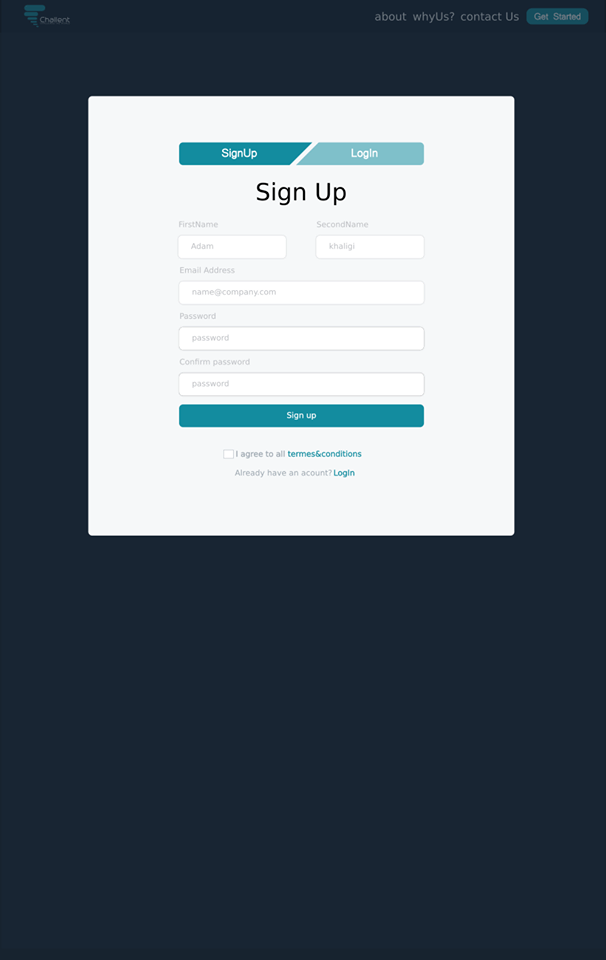 Challent
about whyUs? contact Us Get Started
SignUp LogIn
Sign Up
FirstName SecondName
Adam khaligi
Email Address
name@company.com
Password
password
Confirm password
password
Sign up
I agree to all termes&conditions
Already have an acount? LogIn